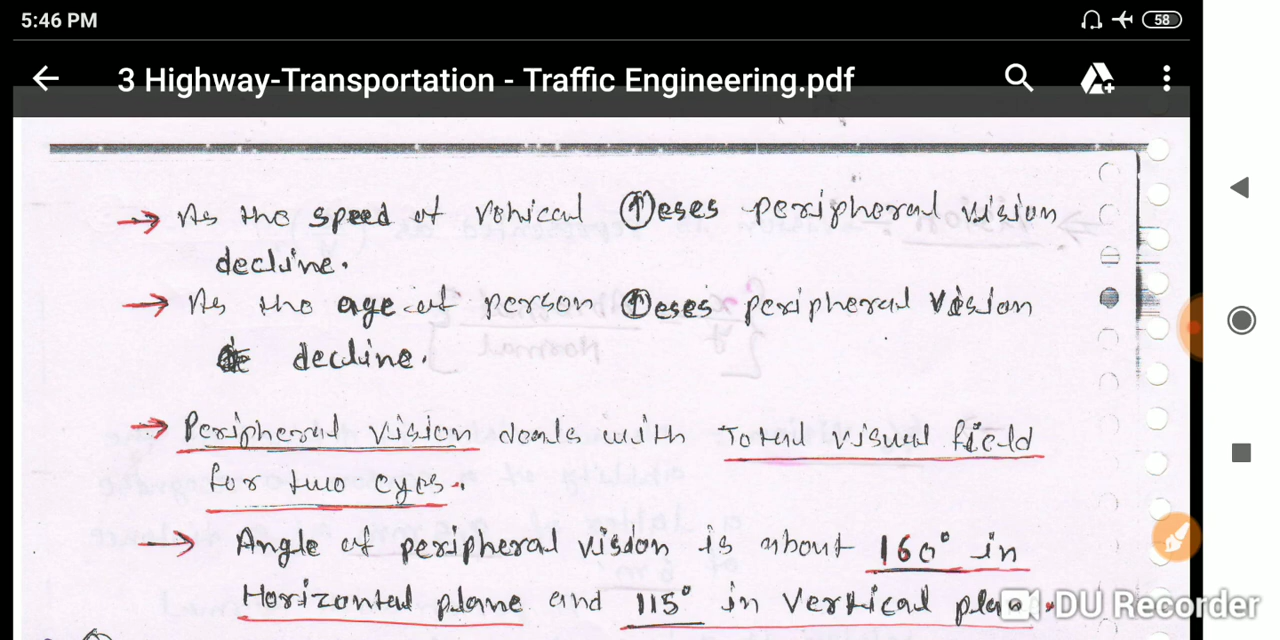 5:46 PM
58
3 Highway-Transportation - Traffic Engineering.pdf
→ As the speed of vehical ↑eses peripheral vision
decline.
→ As the age of person ↑eses peripheral vision
decline.
→ Peripheral vision deals with Total visual field
for two eyes.
→ Angle of peripheral vision is about 160° in
Horizontal plane and 115° in vertical plan.
DU Recorder